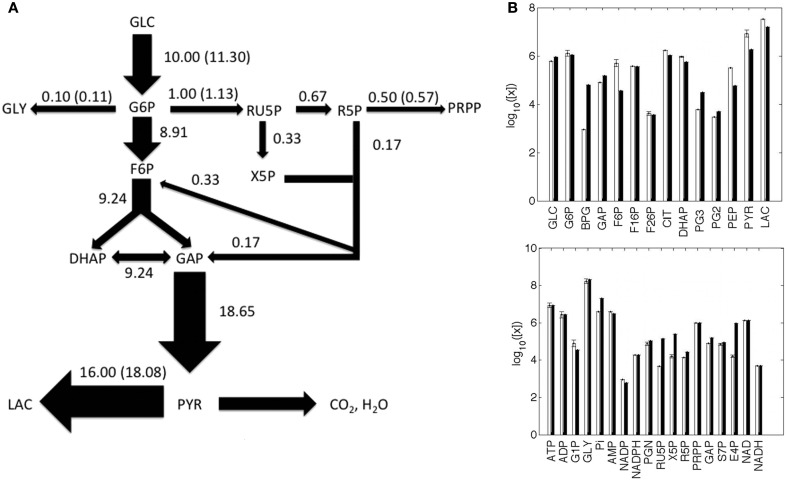 A
GLC
10.00 (11.30)
0.10 (0.11)
1.00 (1.13)
0.67
0.50 (0.57)
GLY
G6P
RU5P
R5P
PRPP
8.91
0.33
0.17
F6P
X5P
0.33
9.24
0.17
DHAP
GAP
9.24
18.65
16.00 (18.08)
LAC
PYR
CO₂, H₂O
B
8
6
4
2
0
log₁₀([x])
GLC
G6P
BPG
GAP
F6P
F16P
F26P
CIT
DHAP
PG3
PG2
PEP
PYR
LAC
10
8
6
4
2
0
log₁₀([x])
ATP
ADP
G1P
GLY
Pi
AMP
NADP
NADPH
PGN
RU5P
X5P
R5P
PRPP
GAP
S7P
E4P
NAD
NADH